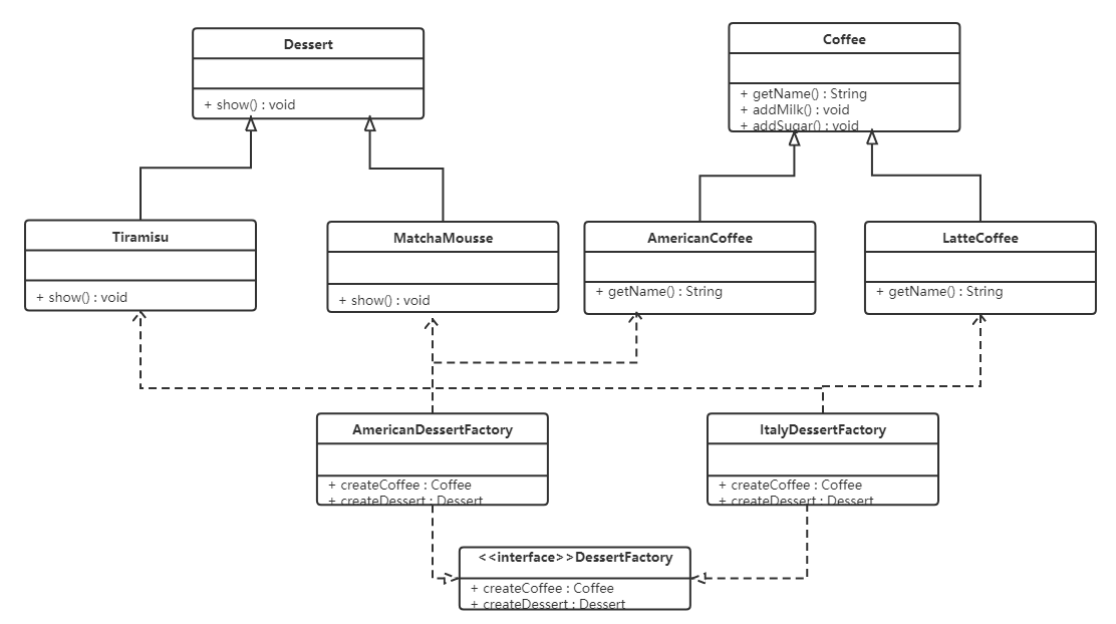 Dessert
+ show() : void
Coffee
+ getName() : String
+ addMilk() : void
+ addSugar() : void
Tiramisu
+ show() : void
MatchaMousse
+ show() : void
AmericanCoffee
+ getName() : String
LatteCoffee
+ getName() : String
AmericanDessertFactory
+ createCoffee : Coffee
+ createDessert : Dessert
ItalyDessertFactory
+ createCoffee : Coffee
+ createDessert : Dessert
<<interface>>DessertFactory
+ createCoffee : Coffee
+ createDessert : Dessert